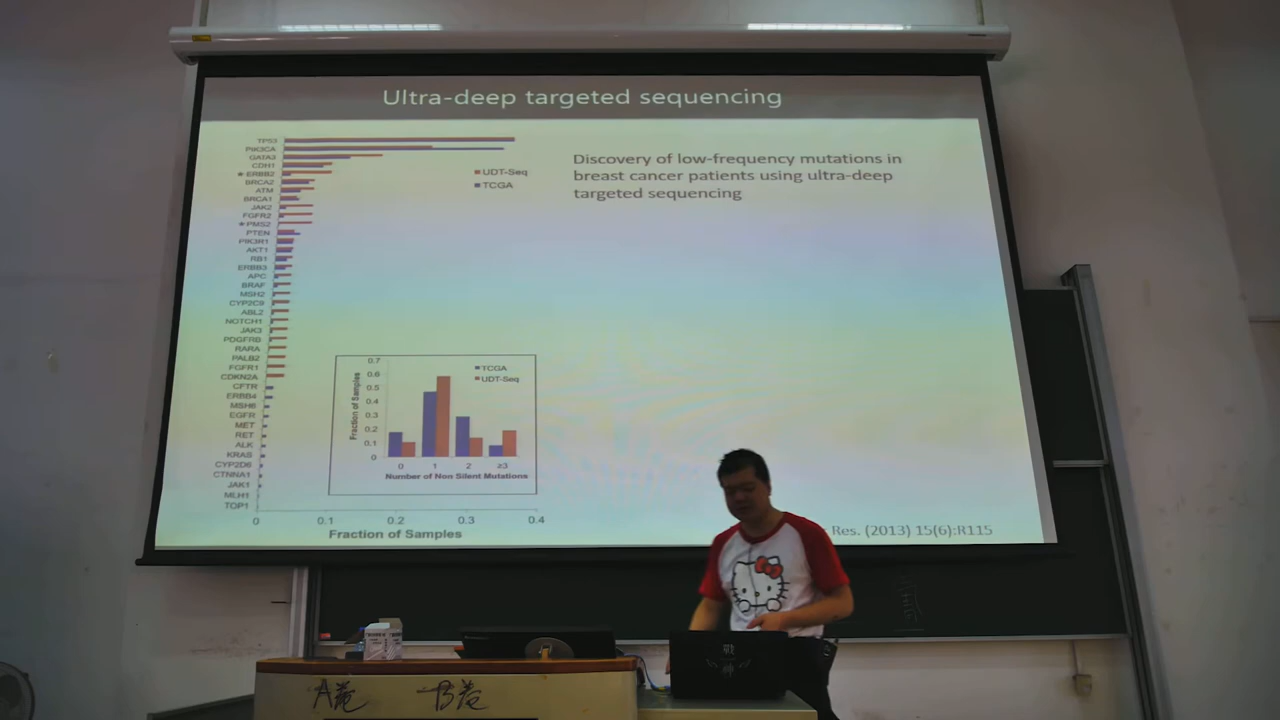 Ultra-deep targeted sequencing
TP53
PIK3CA
GATA3
CDH1
★ERBB2
BRCA2
ATM
BRCA1
JAK2
FGFR2
★PMS2
PTEN
PIK3R1
AKT1
RB1
ERBB3
APC
BRAF
MSH2
CYP2C9
ABL2
NOTCH1
JAK3
PDGFRB
RARA
PALB2
FGFR1
CDKN2A
CFTR
ERBB4
MSH6
EGFR
MET
RET
ALK
KRAS
CYP2D6
CTNNA1
JAK1
MLH1
TOP1
0 0.1 0.2 0.3 0.4
Fraction of Samples
UDT-Seq
TCGA
Discovery of low-frequency mutations in
breast cancer patients using ultra-deep
targeted sequencing
0.7
0.6
0.5
0.4
0.3
0.2
0.1
0
Fraction of Samples
TCGA
UDT-Seq
0 1 2 ≥3
Number of Non Silent Mutations
Res. (2013) 15(6):R115
戰
神
A卷 B卷